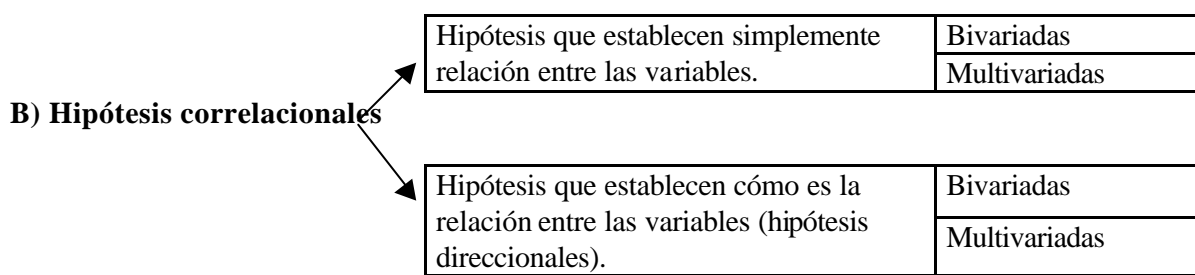 Hipótesis que establecen simplemente
relación entre las variables.
Bivariadas
Multivariadas
B) Hipótesis correlacionales
Hipótesis que establecen cómo es la
relación entre las variables (hipótesis
direccionales).
Bivariadas
Multivariadas